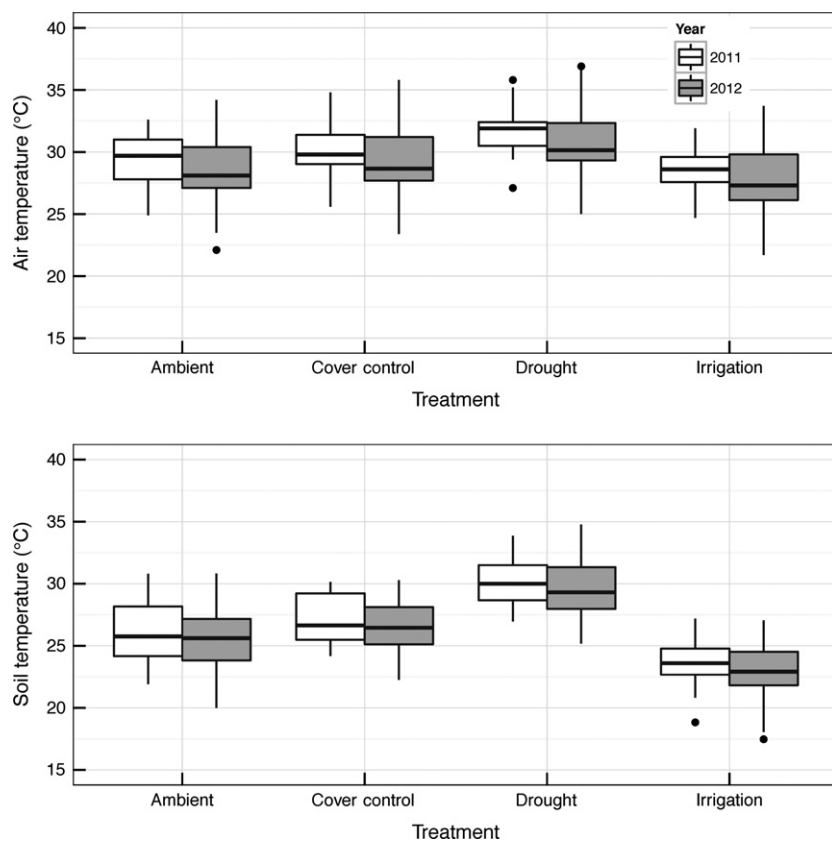 40
35
30
25
20
15
Air temperature (°C)
Year
2011
2012
Ambient Cover control Drought Irrigation
Treatment
40
35
30
25
20
15
Soil temperature (°C)
Ambient Cover control Drought Irrigation
Treatment